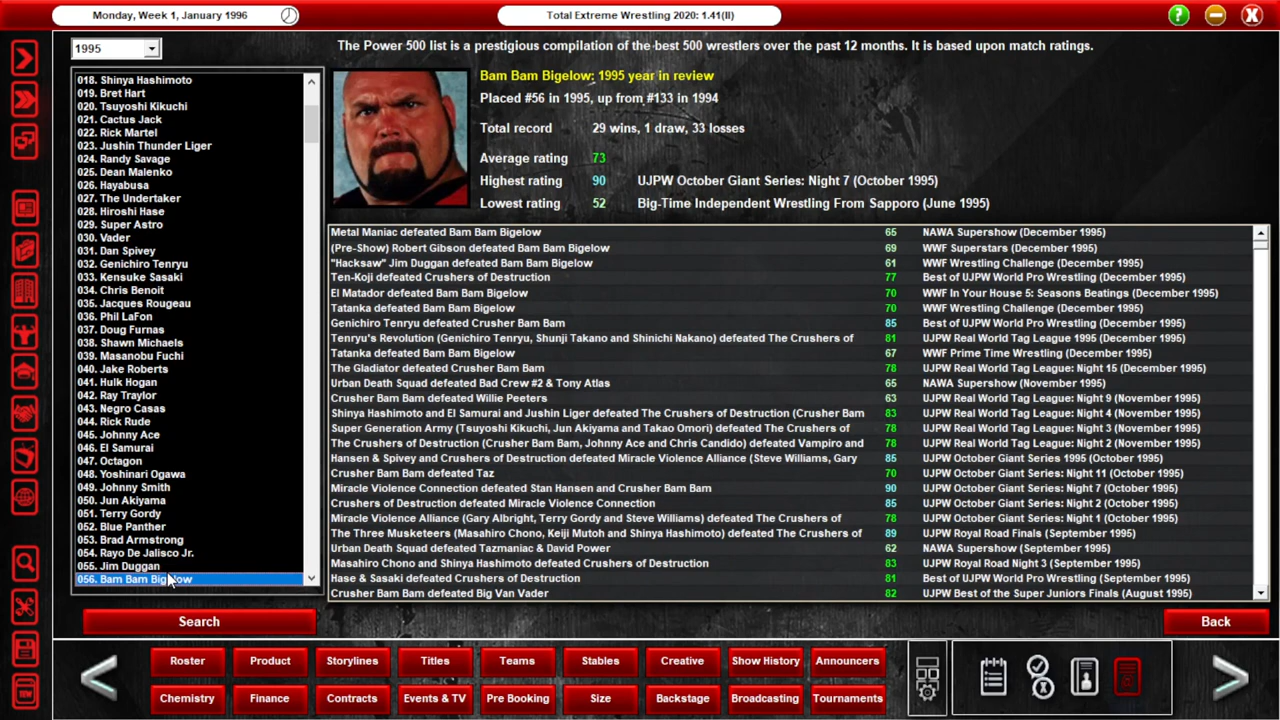 Monday, Week 1, January 1996
Total Extreme Wrestling 2020: 1.41(II)
1995
The Power 500 list is a prestigious compilation of the best 500 wrestlers over the past 12 months. It is based upon match ratings.
018. Shinya Hashimoto
019. Bret Hart
020. Tsuyoshi Kikuchi
021. Cactus Jack
022. Rick Martel
023. Jushin Thunder Liger
024. Randy Savage
025. Dean Malenko
026. Hayabusa
027. The Undertaker
028. Hiroshi Hase
029. Super Astro
030. Vader
031. Dan Spivey
032. Genichiro Tenryu
033. Kensuke Sasaki
034. Chris Benoit
035. Jacques Rougeau
036. Phil LaFon
037. Doug Furnas
038. Shawn Michaels
039. Masanobu Fuchi
040. Jake Roberts
041. Hulk Hogan
042. Ray Traylor
043. Negro Casas
044. Rick Rude
045. Johnny Ace
046. El Samurai
047. Octagon
048. Yoshinari Ogawa
049. Johnny Smith
050. Jun Akiyama
051. Terry Gordy
052. Blue Panther
053. Brad Armstrong
054. Rayo De Jalisco Jr.
055. Jim Duggan
056. Bam Bam Bigelow
Search
Bam Bam Bigelow: 1995 year in review
Placed #56 in 1995, up from #133 in 1994
Total record 29 wins, 1 draw, 33 losses
Average rating 73
Highest rating 90 UJPW October Giant Series: Night 7 (October 1995)
Lowest rating 52 Big-Time Independent Wrestling From Sapporo (June 1995)
Metal Maniac defeated Bam Bam Bigelow 65 NAWA Supershow (December 1995)
(Pre-Show) Robert Gibson defeated Bam Bam Bigelow 69 WWF Superstars (December 1995)
"Hacksaw" Jim Duggan defeated Bam Bam Bigelow 61 WWF Wrestling Challenge (December 1995)
Ten-Koji defeated Crushers of Destruction 77 Best of UJPW World Pro Wrestling (December 1995)
El Matador defeated Bam Bam Bigelow 70 WWF In Your House 5: Seasons Beatings (December 1995)
Tatanka defeated Bam Bam Bigelow 70 WWF Wrestling Challenge (December 1995)
Genichiro Tenryu defeated Crusher Bam Bam 85 Best of UJPW World Pro Wrestling (December 1995)
Tenryu's Revolution (Genichiro Tenryu, Shunji Takano and Shinichi Nakano) defeated The Crushers of 81 UJPW Real World Tag League 1995 (December 1995)
Tatanka defeated Bam Bam Bigelow 67 WWF Prime Time Wrestling (December 1995)
The Gladiator defeated Crusher Bam Bam 78 UJPW Real World Tag League: Night 15 (December 1995)
Urban Death Squad defeated Bad Crew #2 & Tony Atlas 65 NAWA Supershow (November 1995)
Crusher Bam Bam defeated Willie Peeters 63 UJPW Real World Tag League: Night 9 (November 1995)
Shinya Hashimoto and El Samurai and Jushin Liger defeated The Crushers of Destruction (Crusher Bam 83 UJPW Real World Tag League: Night 4 (November 1995)
Super Generation Army (Tsuyoshi Kikuchi, Jun Akiyama and Takao Omori) defeated The Crushers of 78 UJPW Real World Tag League: Night 3 (November 1995)
The Crushers of Destruction (Crusher Bam Bam, Johnny Ace and Chris Candido) defeated Vampiro and 78 UJPW Real World Tag League: Night 2 (November 1995)
Hansen & Spivey and Crushers of Destruction defeated Miracle Violence Alliance (Steve Williams, Gary 85 UJPW October Giant Series 1995 (October 1995)
Crusher Bam Bam defeated Taz 70 UJPW October Giant Series: Night 11 (October 1995)
Miracle Violence Connection defeated Stan Hansen and Crusher Bam Bam 90 UJPW October Giant Series: Night 7 (October 1995)
Crushers of Destruction defeated Miracle Violence Connection 85 UJPW October Giant Series: Night 2 (October 1995)
Miracle Violence Alliance (Gary Albright, Terry Gordy and Steve Williams) defeated The Crushers of 78 UJPW October Giant Series: Night 1 (October 1995)
The Three Musketeers (Masahiro Chono, Keiji Mutoh and Shinya Hashimoto) defeated The Crushers of 89 UJPW Royal Road Finals (September 1995)
Urban Death Squad defeated Tazmaniac & David Power 62 NAWA Supershow (September 1995)
Masahiro Chono and Shinya Hashimoto defeated Crushers of Destruction 83 UJPW Royal Road Night 3 (September 1995)
Hase & Sasaki defeated Crushers of Destruction 81 Best of UJPW World Pro Wrestling (September 1995)
Crusher Bam Bam defeated Big Van Vader 82 UJPW Best of the Super Juniors Finals (August 1995)
Back
Roster Product Storylines Titles Teams Stables Creative Show History Announcers
Chemistry Finance Contracts Events & TV Pre Booking Size Backstage Broadcasting Tournaments
TEW